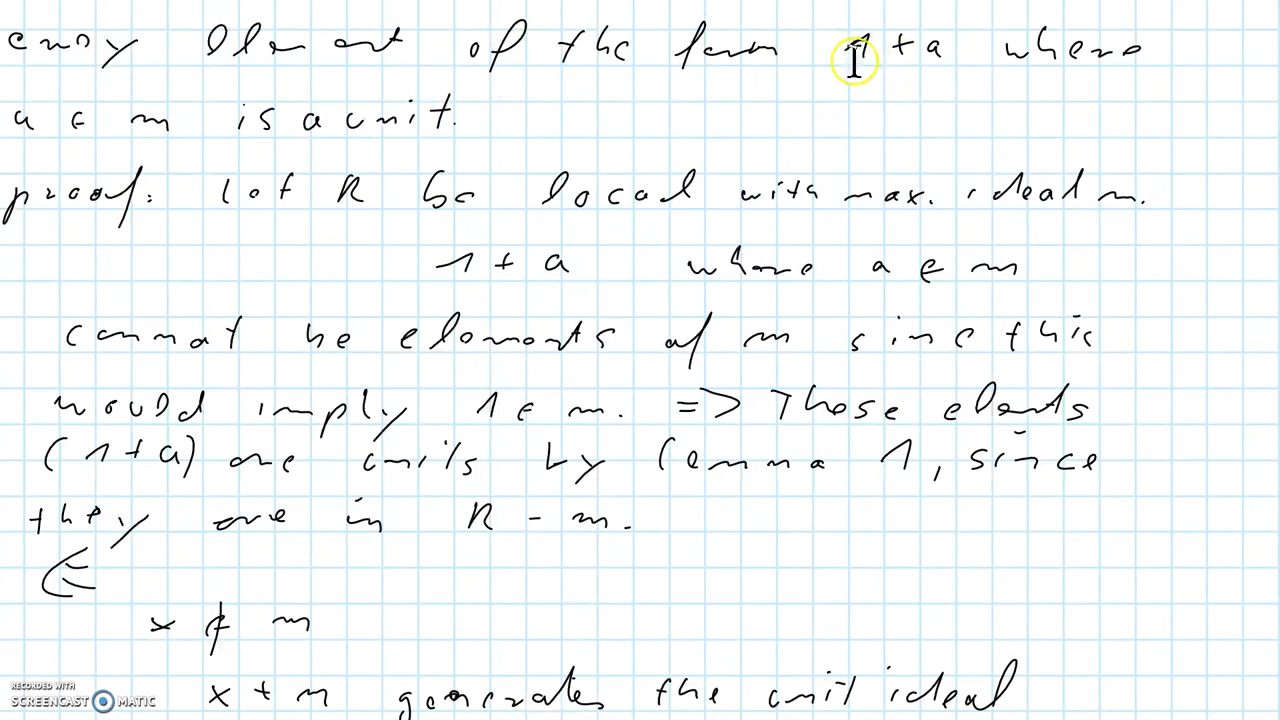 every element of the form 1 + a where
a ∈ m is a unit.
proof: let R be local with max. ideal m.
1 + a where a ∈ m
cannot be elements of m since this
would imply 1 ∈ m. => Those elents
(1 + a) are units by Lemma 1, since
they are in R - m.
⇐
x ∉ m
x + m generates the unit ideal
RECORDED WITH
SCREENCAST MATIC